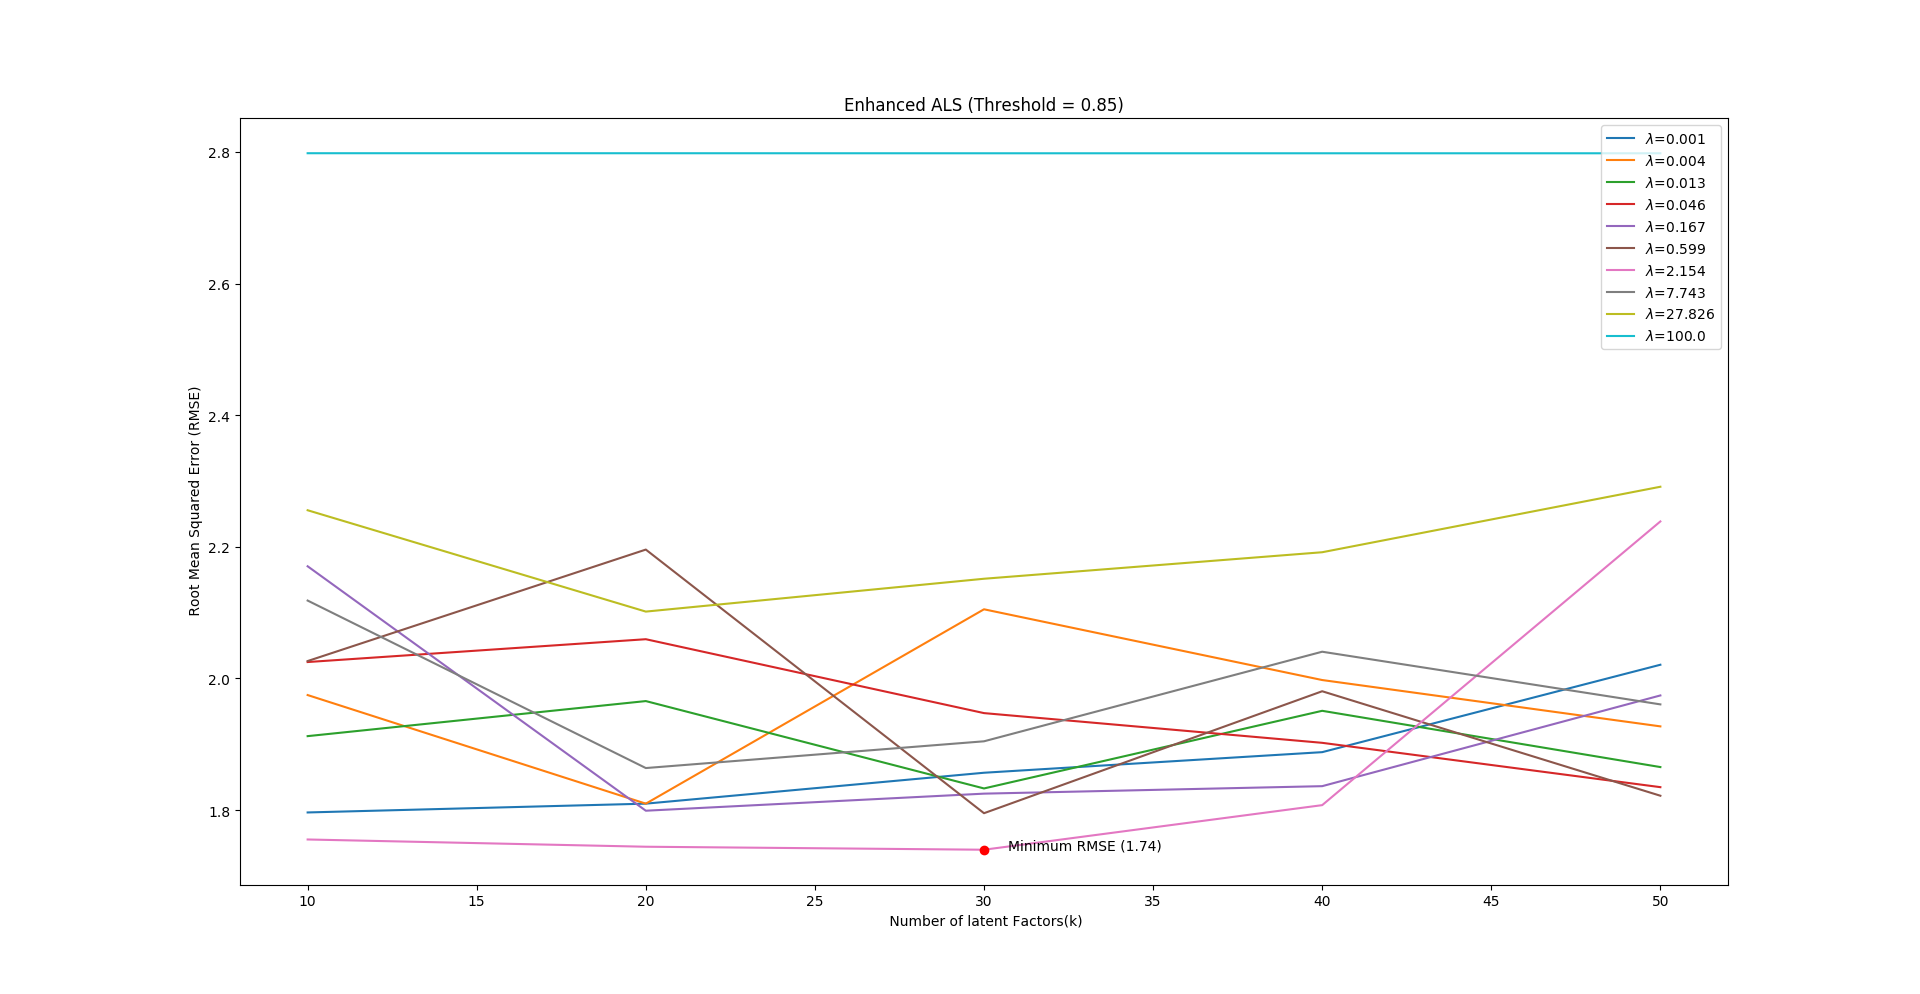 Enhanced ALS (Threshold = 0.85)
Root Mean Squared Error (RMSE)
2.8
2.6
2.4
2.2
2.0
1.8
λ=0.001
λ=0.004
λ=0.013
λ=0.046
λ=0.167
λ=0.599
λ=2.154
λ=7.743
λ=27.826
λ=100.0
Minimum RMSE (1.74)
10 15 20 25 30 35 40 45 50
Number of latent Factors(k)